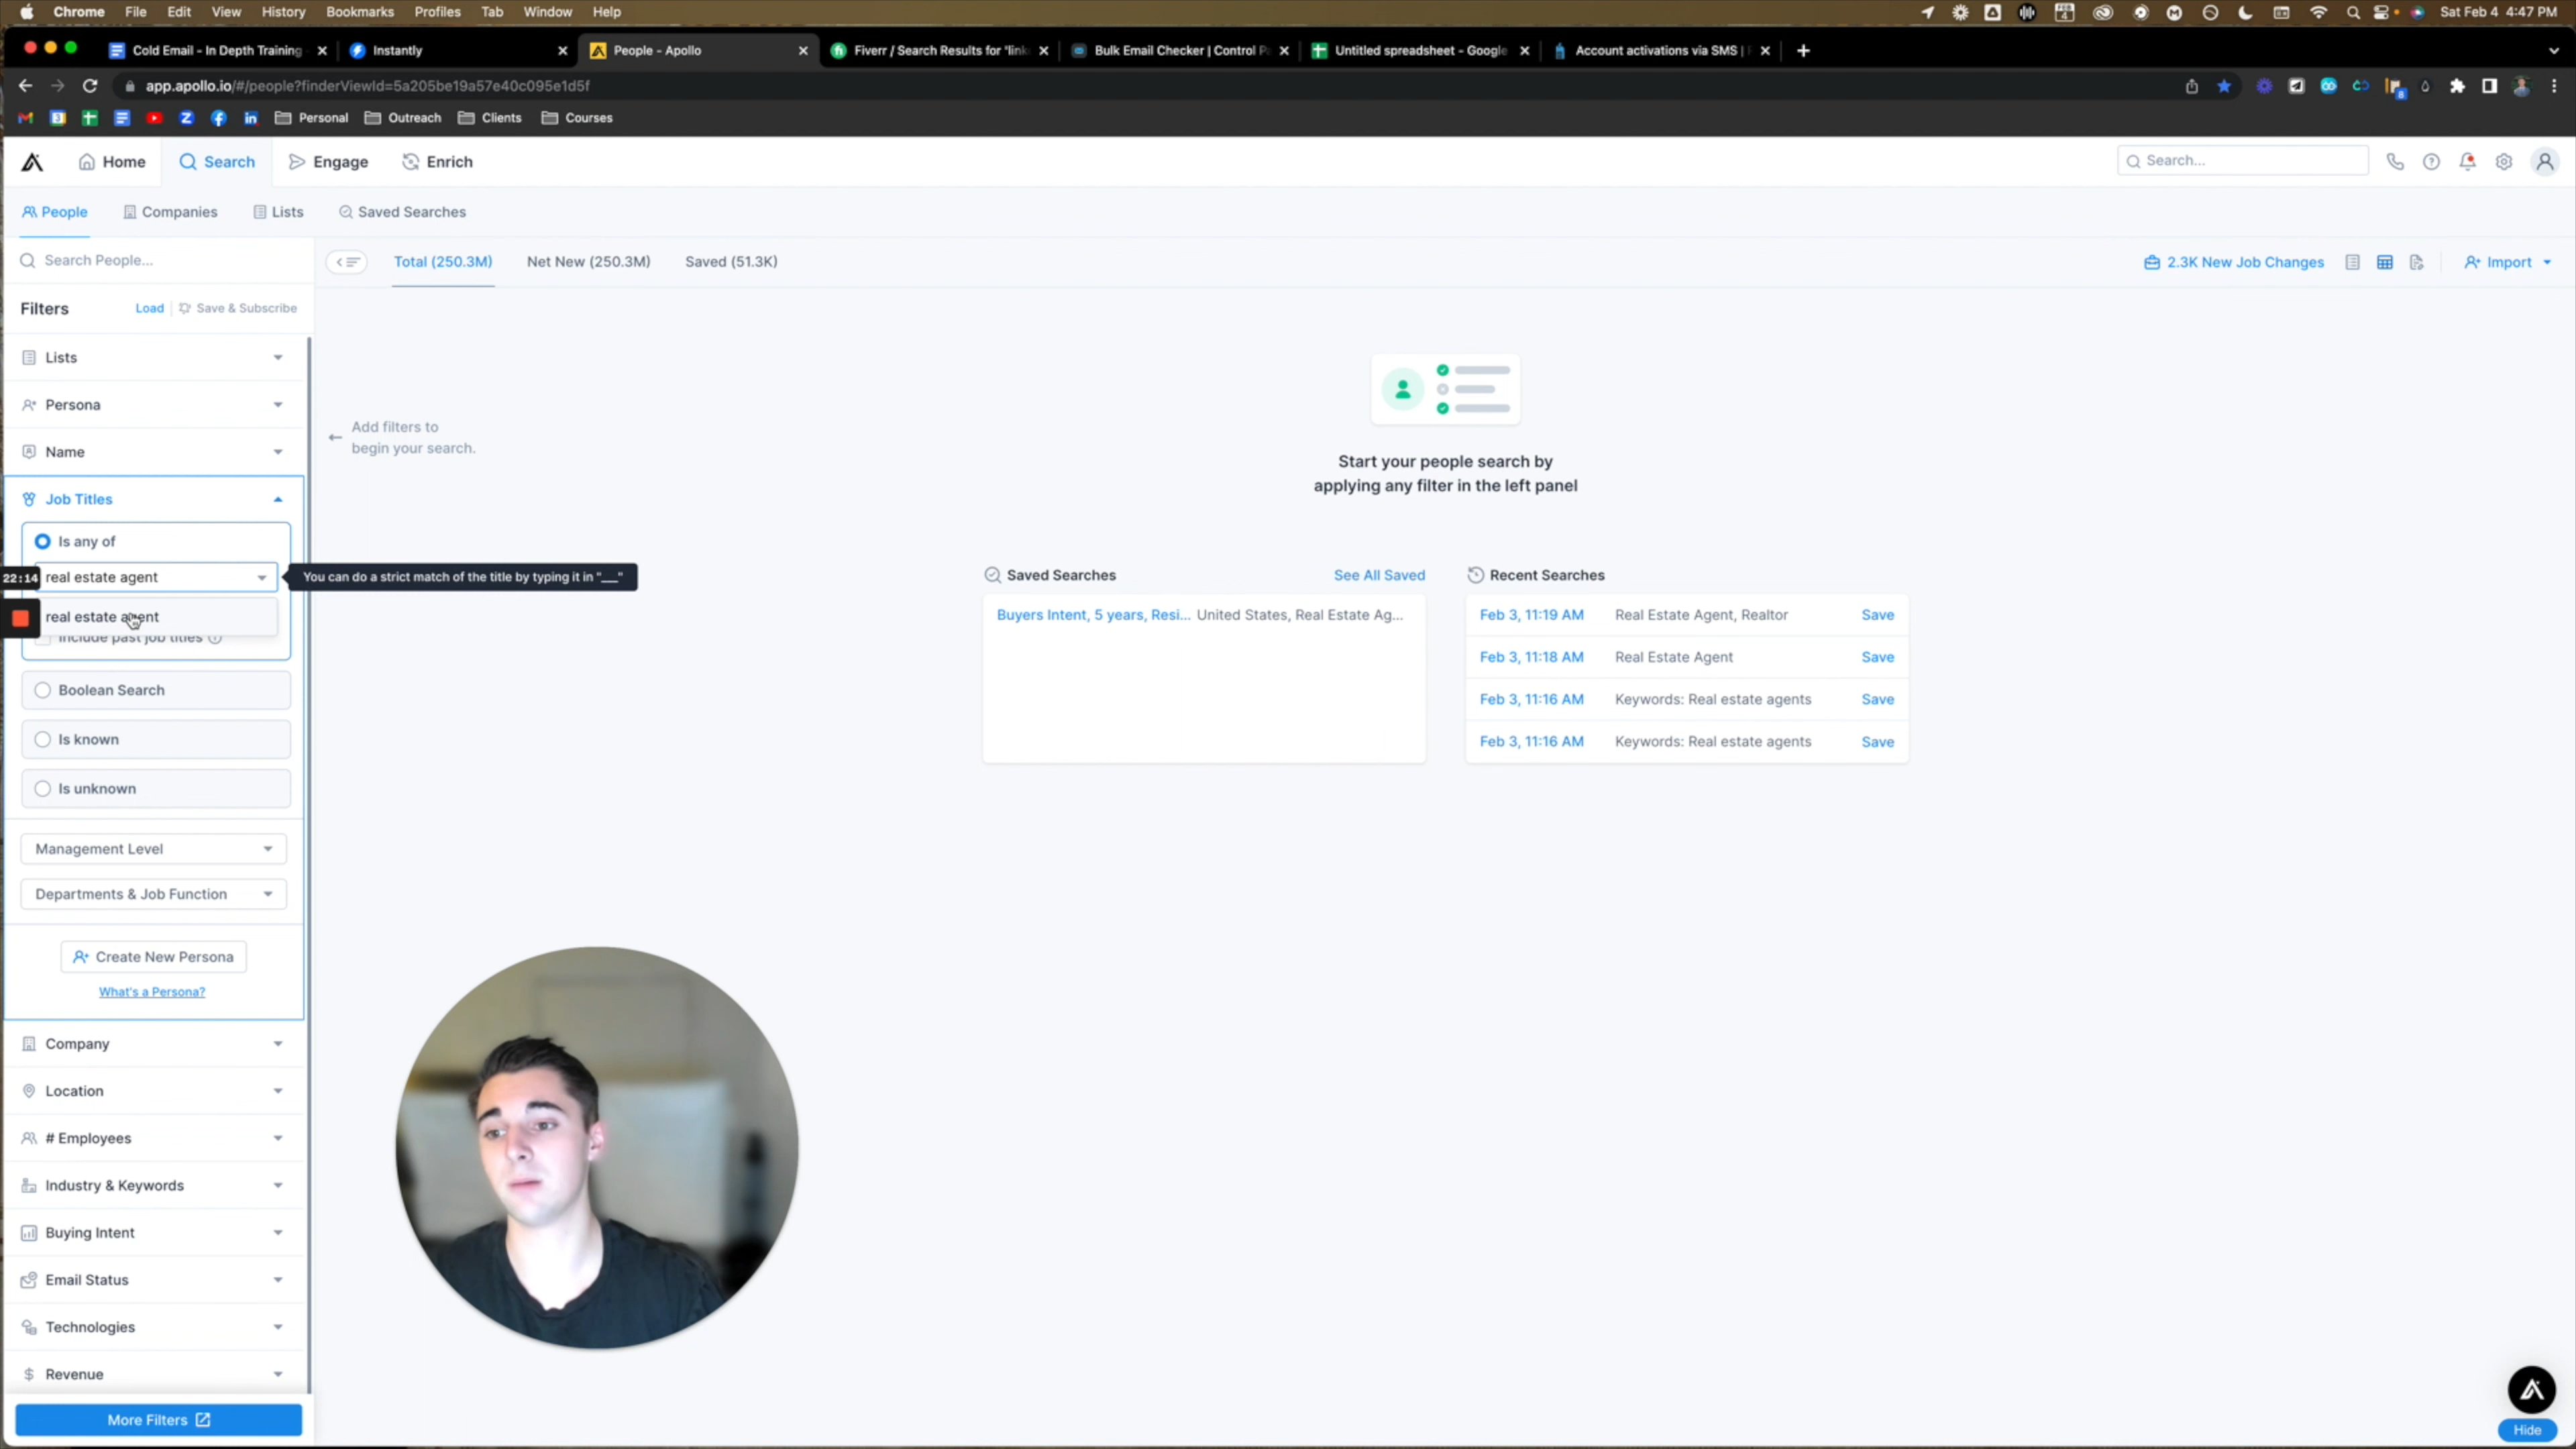 Chrome File Edit View History Bookmarks Profiles Tab Window Help
FEB 4
Sat Feb 4 4:47 PM
Cold Email - In Depth Training
Instantly
People - Apollo
Fiverr / Search Results for "link
Bulk Email Checker | Control P
Untitled spreadsheet - Google
Account activations via SMS |
app.apollo.io/#/people?finderViewId=5a205be19a57e40c095e1d5f
Personal Outreach Clients Courses
Home Search Engage Enrich
Search...
People Companies Lists Saved Searches
Search People...
Total (250.3M) Net New (250.3M) Saved (51.3K)
2.3K New Job Changes
Import
Filters Load Save & Subscribe
Lists
Persona
Name
Job Titles
Is any of
22:14
real estate agent
You can do a strict match of the title by typing it in "___"
real estate agent
Include past job titles
Boolean Search
Is known
Is unknown
Management Level
Departments & Job Function
Create New Persona
What's a Persona?
Company
Location
# Employees
Industry & Keywords
Buying Intent
Email Status
Technologies
Revenue
More Filters
Add filters to
begin your search.
Start your people search by
applying any filter in the left panel
Saved Searches See All Saved
Buyers Intent, 5 years, Resi... United States, Real Estate Ag...
Recent Searches
Feb 3, 11:19 AM Real Estate Agent, Realtor Save
Feb 3, 11:18 AM Real Estate Agent Save
Feb 3, 11:16 AM Keywords: Real estate agents Save
Feb 3, 11:16 AM Keywords: Real estate agents Save
Hide